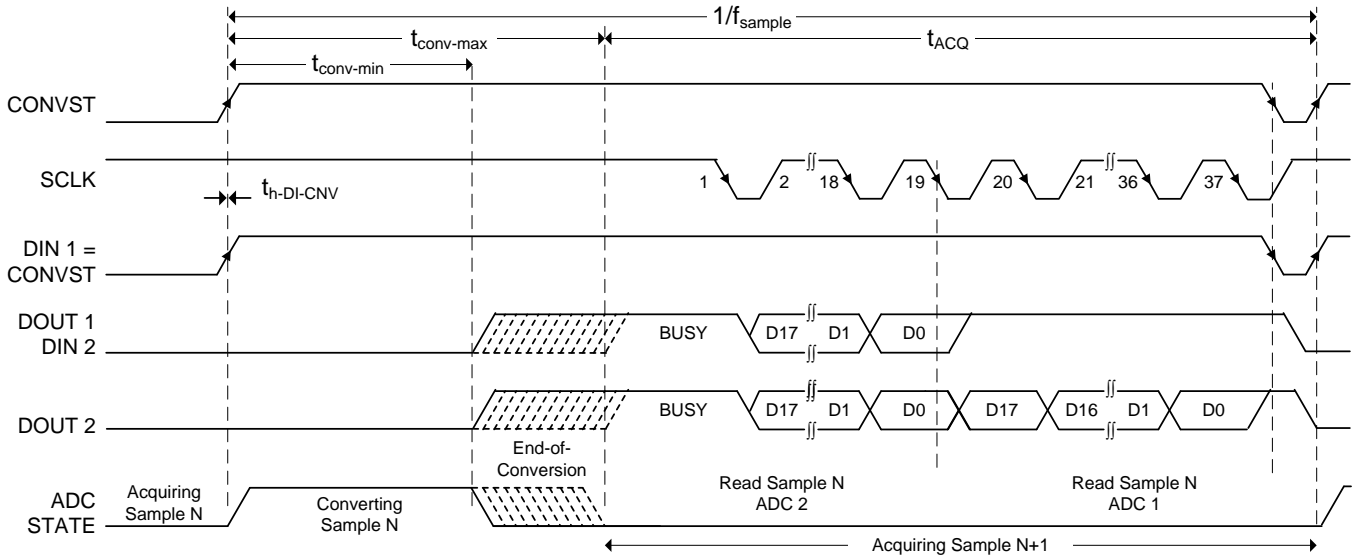 1/fsample
tconv-max
tACQ
tconv-min
CONVST
SCLK
1 2 18 19 20 21 36 37
th-DI-CNV
DIN 1 =
CONVST
DOUT 1
DIN 2
BUSY D17 D1 D0
DOUT 2
BUSY D17 D1 D0 D17 D16 D1 D0
End-of-
Conversion
ADC
STATE
Acquiring
Sample N
Converting
Sample N
Read Sample N
ADC 2
Read Sample N
ADC 1
Acquiring Sample N+1